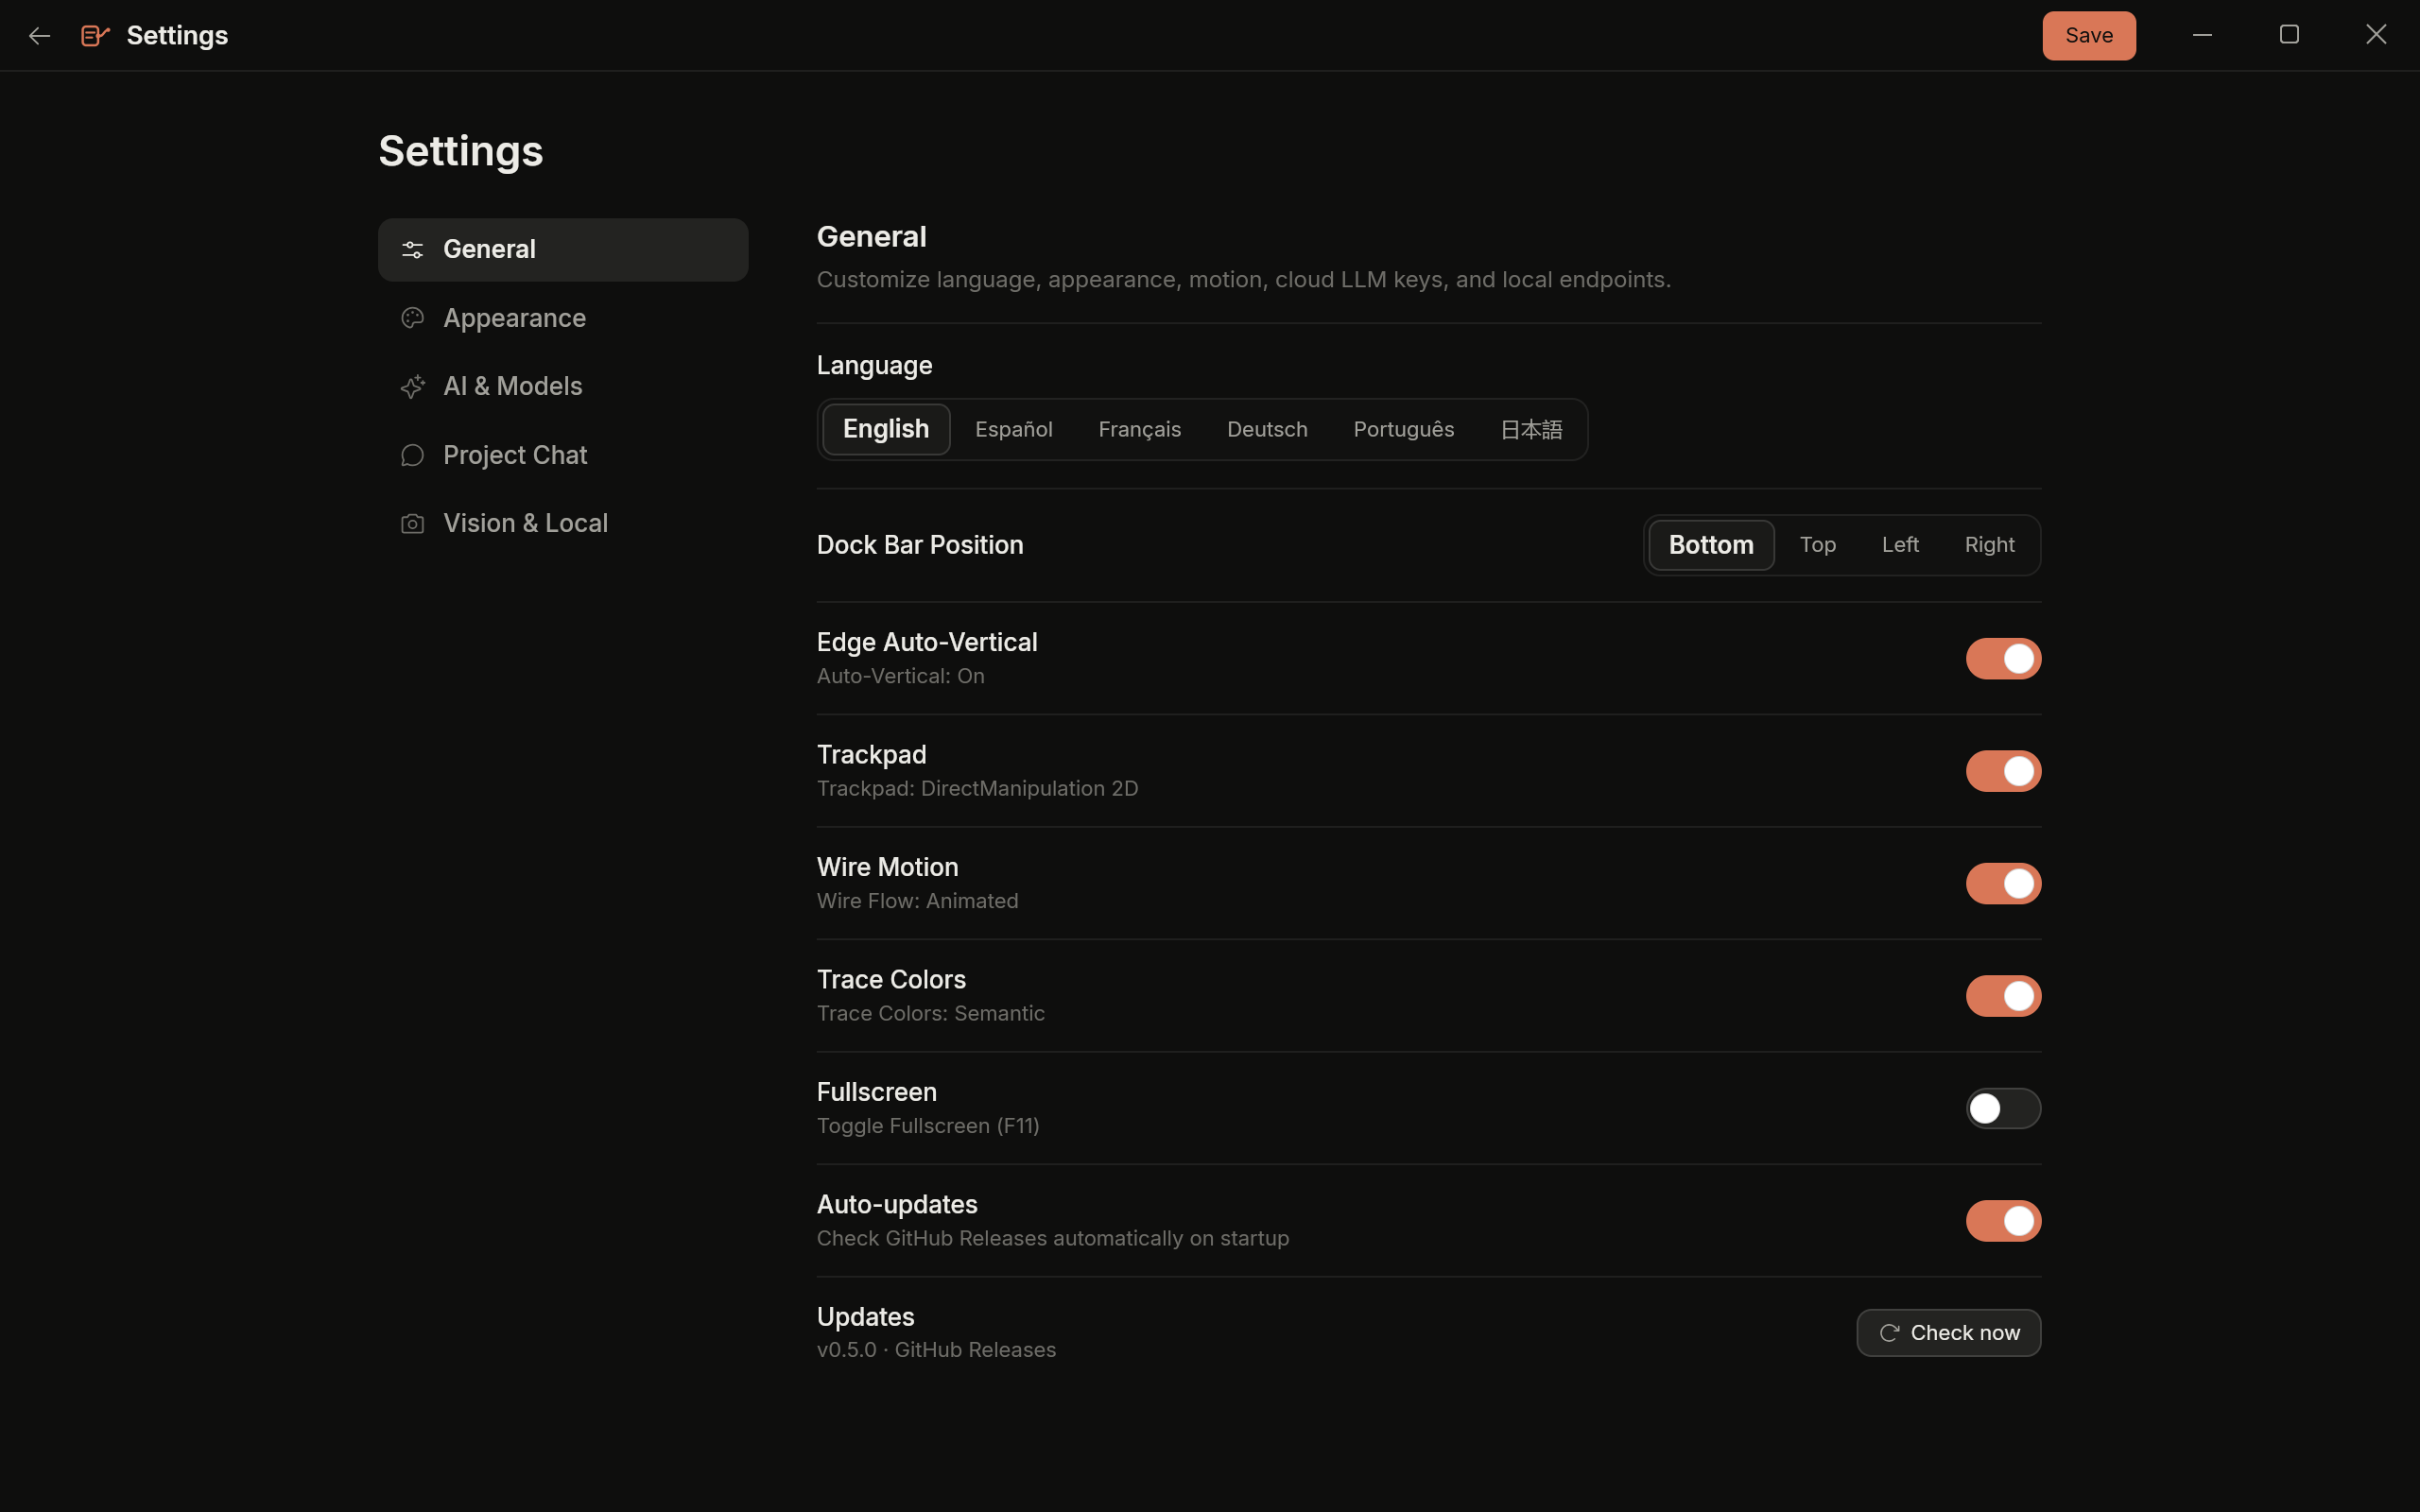 Settings
Save
Settings
General
Appearance
AI & Models
Project Chat
Vision & Local
General
Customize language, appearance, motion, cloud LLM keys, and local endpoints.
Language
English Español Français Deutsch Português 日本語
Dock Bar Position
Bottom Top Left Right
Edge Auto-Vertical
Auto-Vertical: On
Trackpad
Trackpad: DirectManipulation 2D
Wire Motion
Wire Flow: Animated
Trace Colors
Trace Colors: Semantic
Fullscreen
Toggle Fullscreen (F11)
Auto-updates
Check GitHub Releases automatically on startup
Updates
v0.5.0 · GitHub Releases
Check now